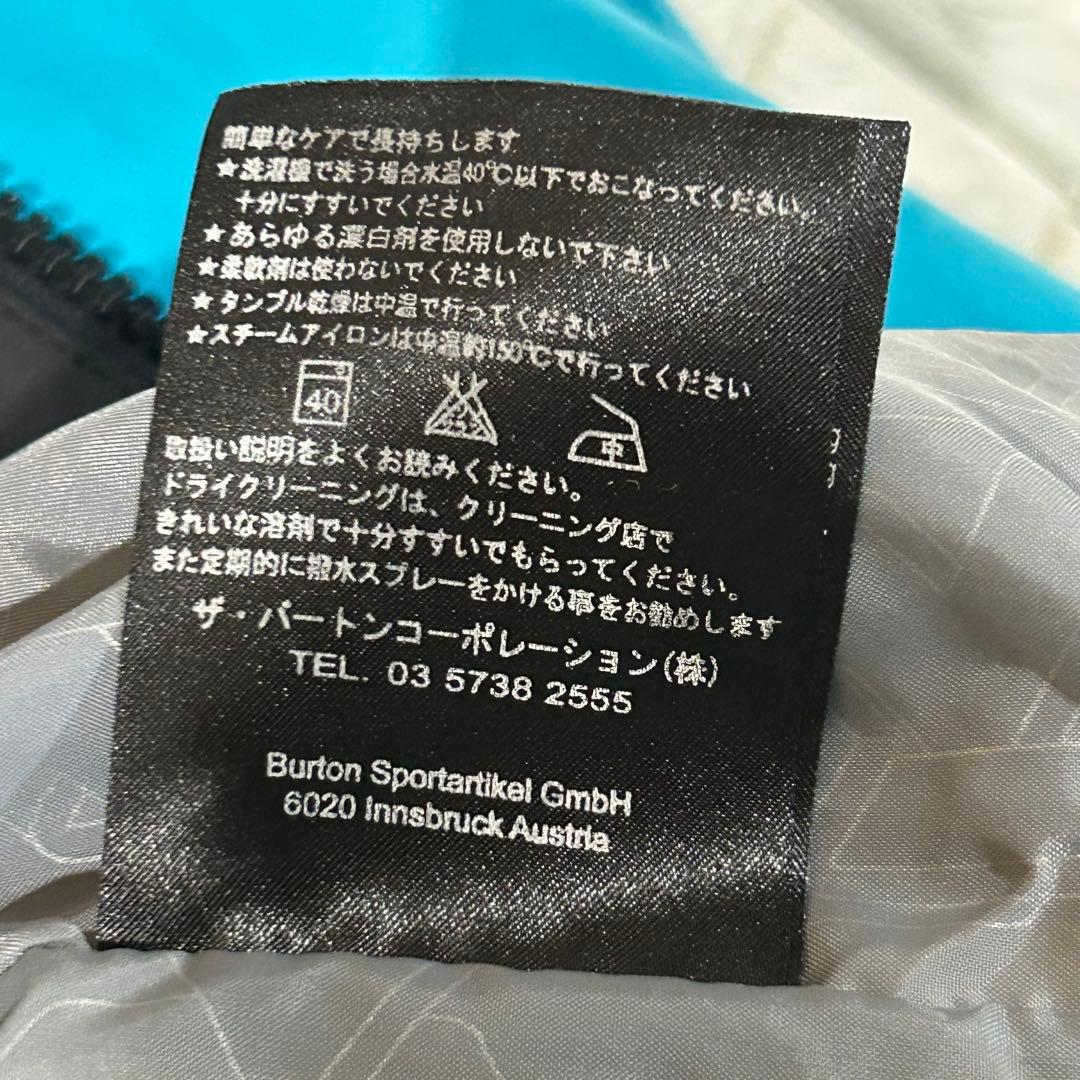 簡単なケアで長持ちします
★洗濯機で洗う場合水温40℃以下でおこなってください。
十分にすすいでください
★あらゆる漂白剤を使用しないで下さい
★柔軟剤は使わないでください
★タンブル乾燥は中温で行ってください
★スチームアイロンは中温約150℃で行ってください
40 中
取扱い説明をよくお読みください。
ドライクリーニングは、クリーニング店で
きれいな溶剤で十分すすいでもらってください。
また定期的に撥水スプレーをかける事をお勧めします
ザ・バートンコーポレーション(株)
TEL. 03 5738 2555
Burton Sportartikel GmbH
6020 Innsbruck Austria